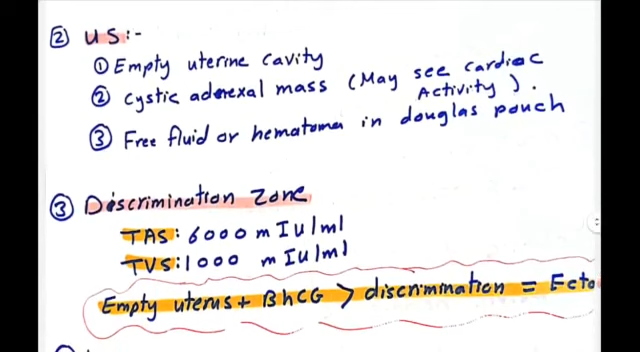 ② US:-
① Empty uterine cavity
② Cystic adenexal mass (May see cardiac Activity).
③ Free fluid or hematoma in douglas pouch
③ Discrimination Zone
TAS: 6000 mIU/ml
TVS: 1000 mIU/ml
Empty uterus + BhCG > discrimination = Ecto